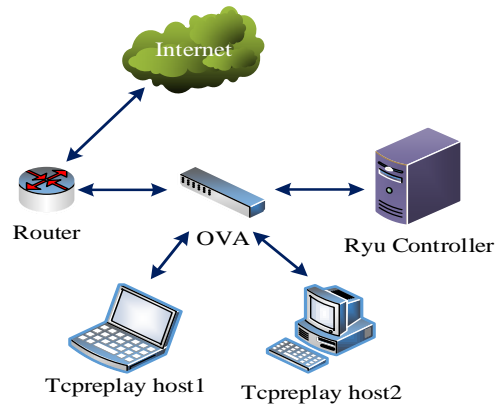 Internet
Router
OVA
Ryu Controller
Tcpreplay host1
Tcpreplay host2